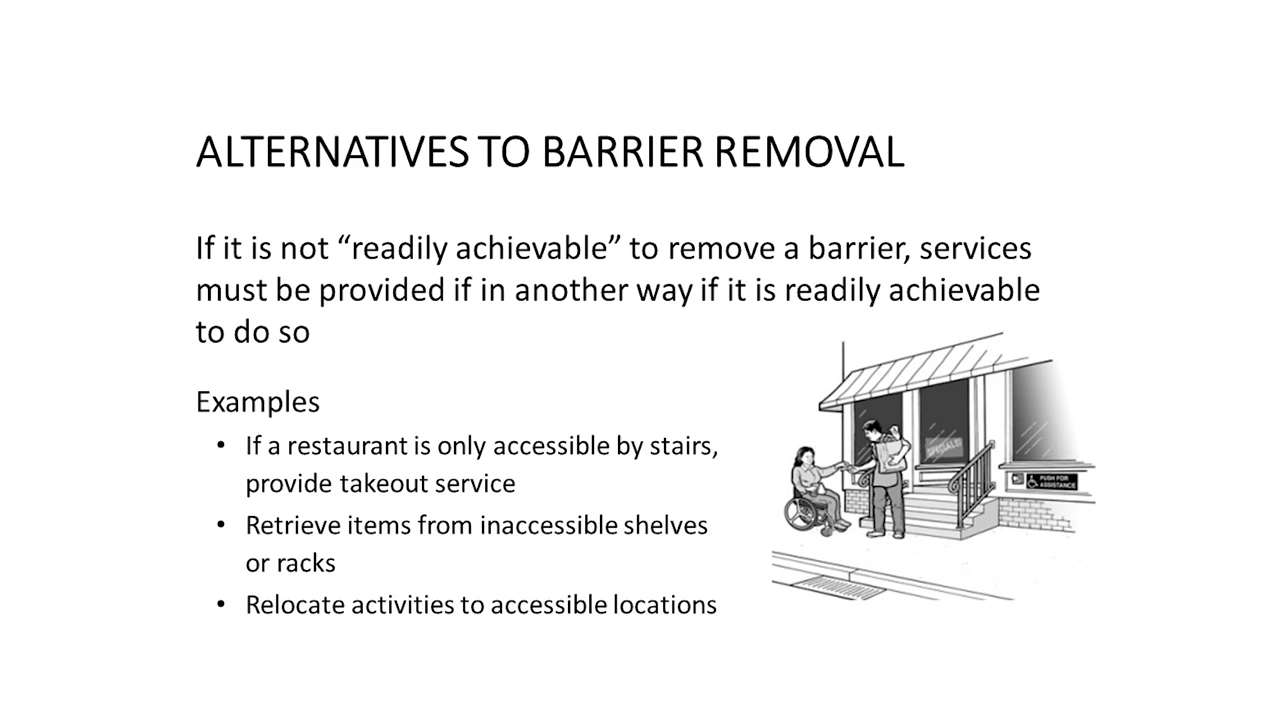 ALTERNATIVES TO BARRIER REMOVAL
If it is not “readily achievable” to remove a barrier, services
must be provided if in another way if it is readily achievable
to do so
Examples
• If a restaurant is only accessible by stairs,
provide takeout service
• Retrieve items from inaccessible shelves
or racks
• Relocate activities to accessible locations
SPECIALS
PUSH FOR
ASSISTANCE